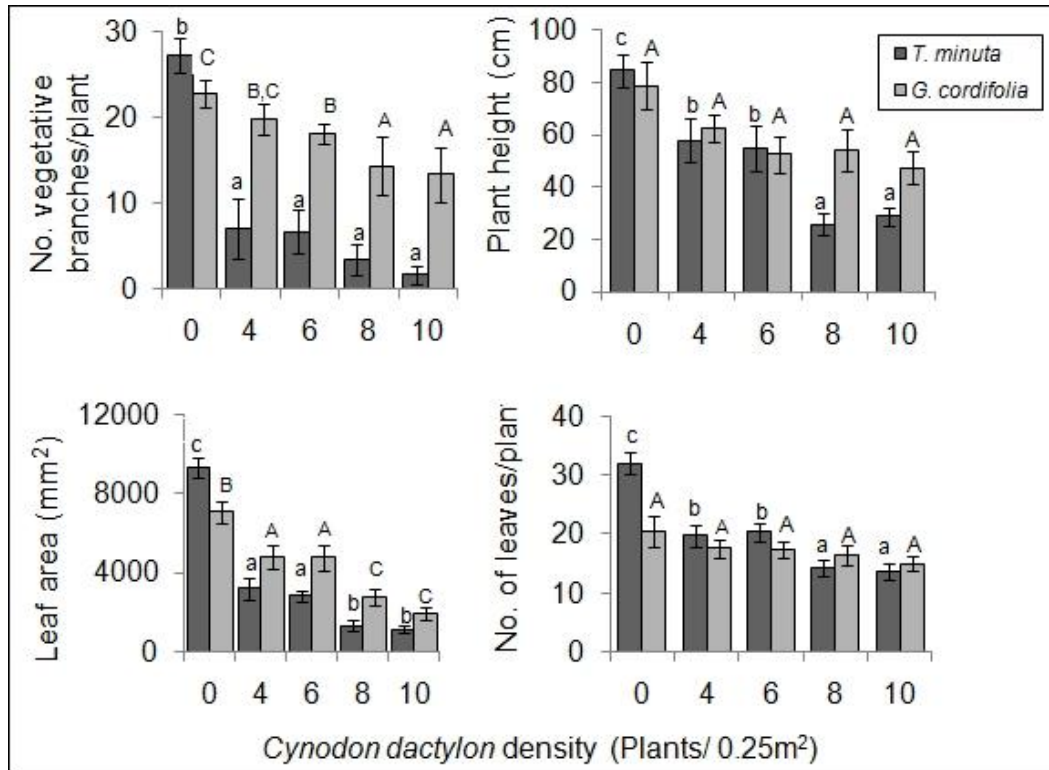 No. vegetative
branches/plant
30
20
10
0
b
C
a
B,C
a
B
a
A
a
A
0 4 6 8 10
Plant height (cm)
100
80
60
40
20
0
c
A
b
A
b
A
a
A
a
A
0 4 6 8 10
T. minuta
G. cordifolia
Leaf area (mm²)
12000
8000
4000
0
c
B
a
A
a
A
b
C
b
C
0 4 6 8 10
No. of leaves/plant
40
30
20
10
0
c
A
b
A
b
A
a
A
a
A
0 4 6 8 10
Cynodon dactylon density (Plants/ 0.25m²)